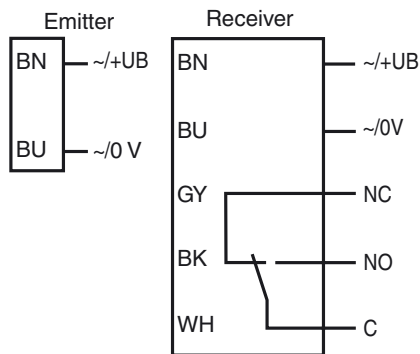 Emitter
BN ~/+UB
BU ~/0 V
Receiver
BN ~/+UB
BU ~/0V
GY NC
BK NO
WH C